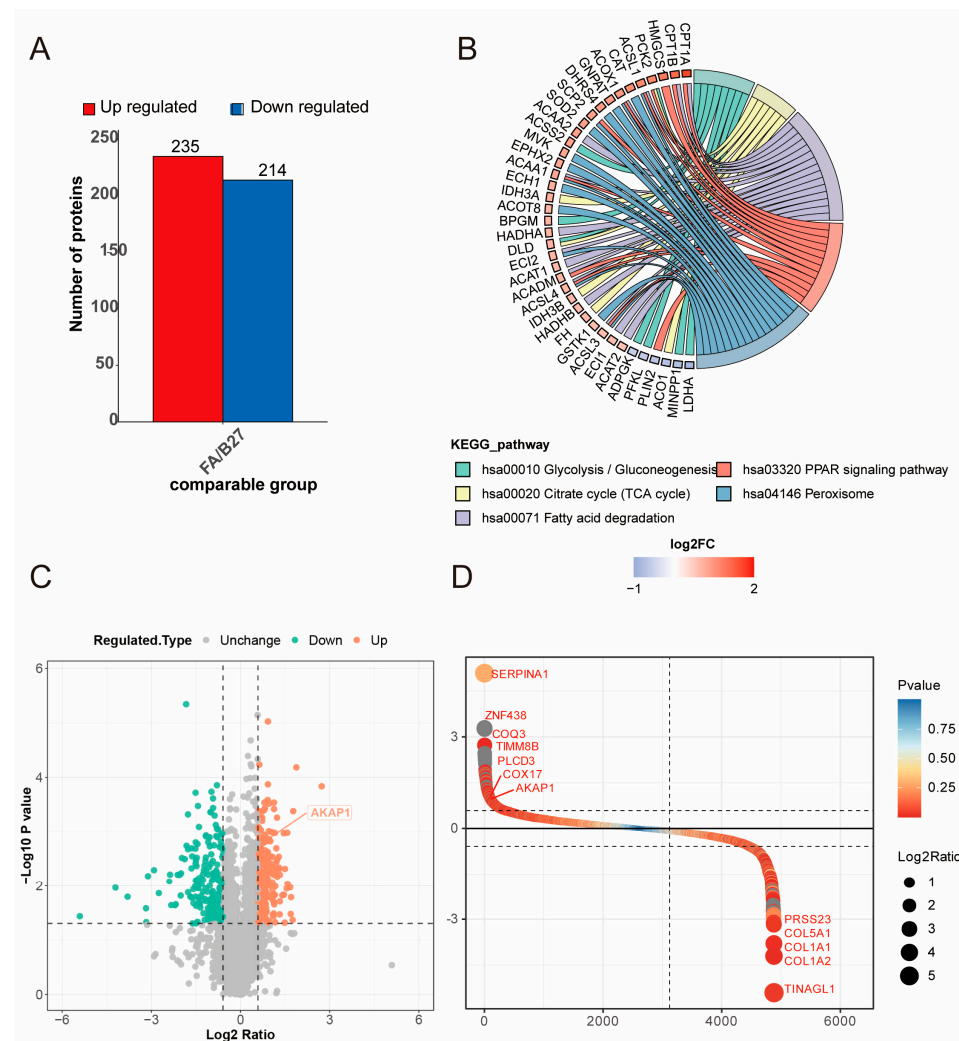 A
Up regulated
Down regulated
250
200
150
100
50
0
235
214
Number of proteins
FA/B27
comparable group
B
CPT1A
CPT1B
HMGCS1
PCK2
ACSL1
CAT
ACOX1
GNPAT
DHRS4
SCP2
SOD2
ACAA2
ACSS2
MVK
EPHX2
ACAA1
ECH1
IDH3A
ACOT8
BPGM
HADHA
DLD
ECI2
ACAT1
ACADM
ACSL4
IDH3B
HADHB
FH
GSTK1
ACSL3
ECI1
ACAT2
ADPGK
PFKL
PLIN2
ACO1
MINPP1
LDHA
KEGG_pathway
hsa00010 Glycolysis / Gluconeogenesis
hsa03320 PPAR signaling pathway
hsa00020 Citrate cycle (TCA cycle)
hsa04146 Peroxisome
hsa00071 Fatty acid degradation
log2FC
−1
2
C
Regulated.Type
Unchange
Down
Up
6
4
2
0
−Log10 P value
AKAP1
−6
−3
0
3
6
Log2 Ratio
D
SERPINA1
ZNF438
COQ3
TIMM8B
PLCD3
COX17
AKAP1
3
0
-3
PRSS23
COL5A1
COL1A1
COL1A2
TINAGL1
0
2000
4000
6000
Pvalue
0.75
0.50
0.25
Log2Ratio
1
2
3
4
5